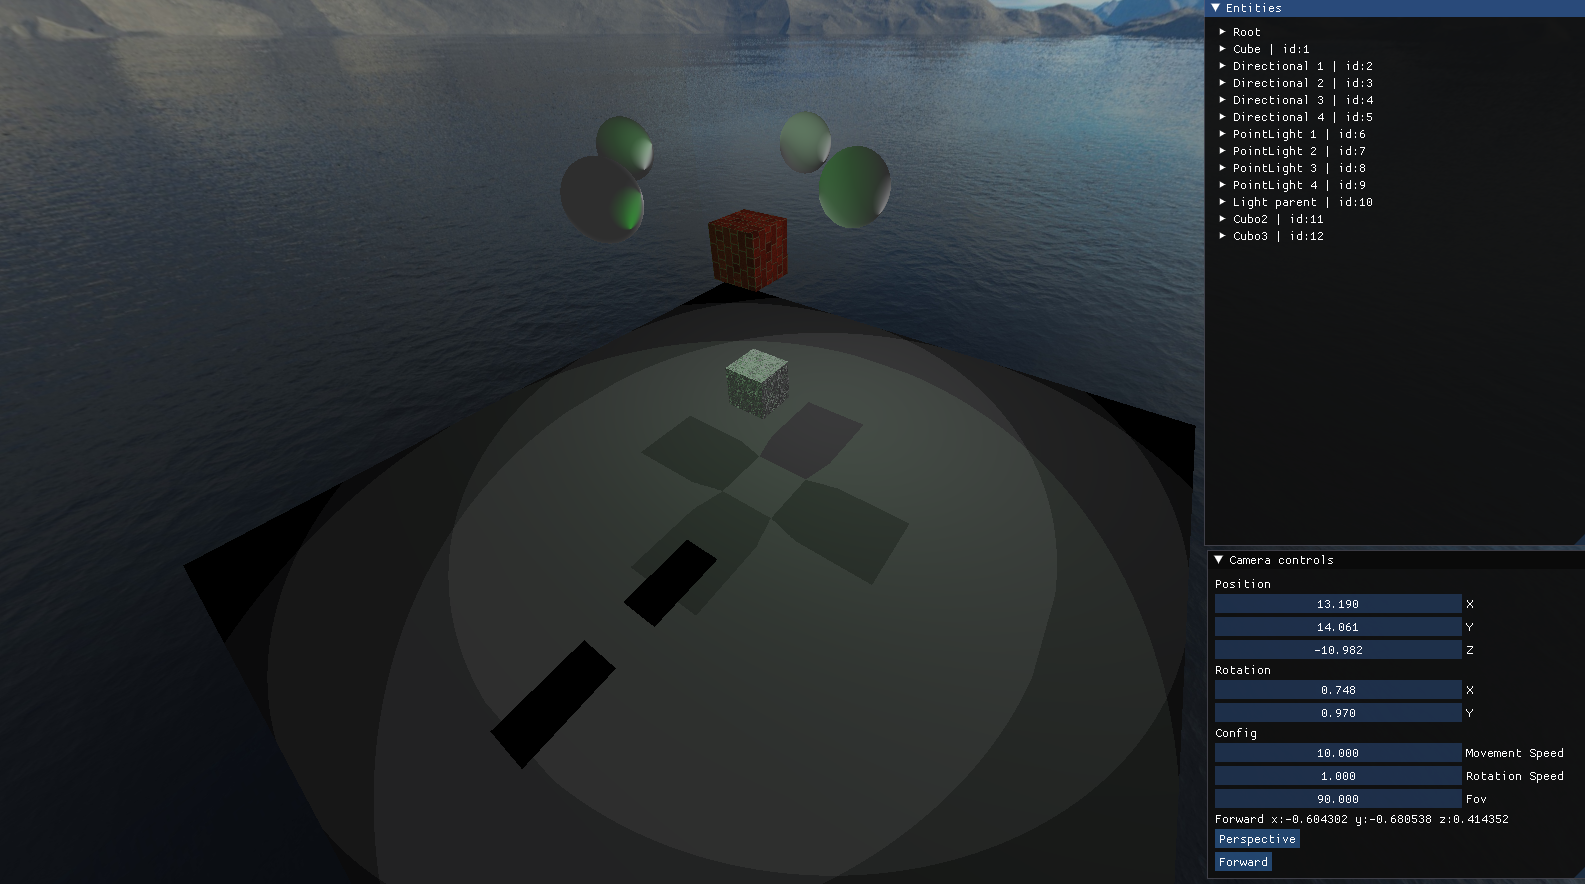 Entities
Root
Cube | id:1
Directional 1 | id:2
Directional 2 | id:3
Directional 3 | id:4
Directional 4 | id:5
PointLight 1 | id:6
PointLight 2 | id:7
PointLight 3 | id:8
PointLight 4 | id:9
Light parent | id:10
Cubo2 | id:11
Cubo3 | id:12
Camera controls
Position
13.190 X
14.061 Y
-10.982 Z
Rotation
0.748 X
0.970 Y
Config
10.000 Movement Speed
1.000 Rotation Speed
90.000 Fov
Forward x:-0.604302 y:-0.680538 z:0.414352
Perspective
Forward